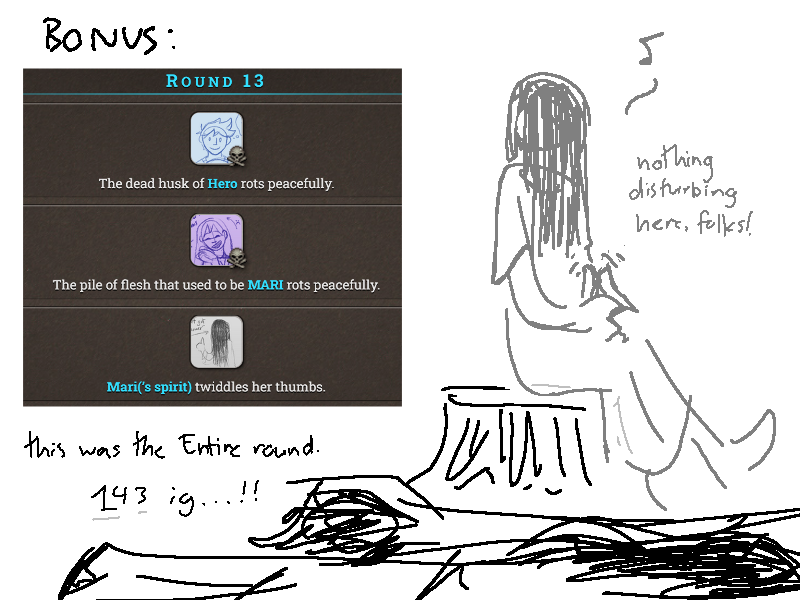 BONUS:
ROUND 13
The dead husk of Hero rots peacefully.
The pile of flesh that used to be MARI rots peacefully.
Mari('s spirit) twiddles her thumbs.
nothing
disturbing
here, folks!
this was the Entire round.
143 ig...!!